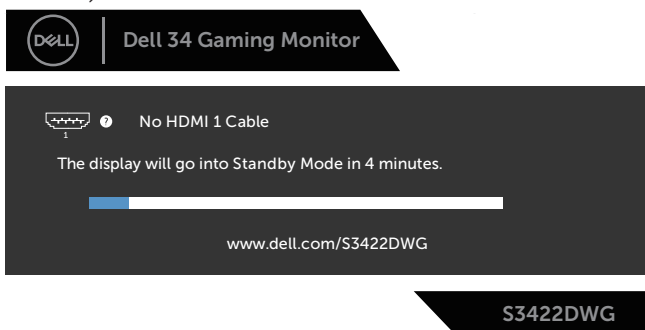 DELL
Dell 34 Gaming Monitor
? No HDMI 1 Cable
1
The display will go into Standby Mode in 4 minutes.
www.dell.com/S3422DWG
S3422DWG